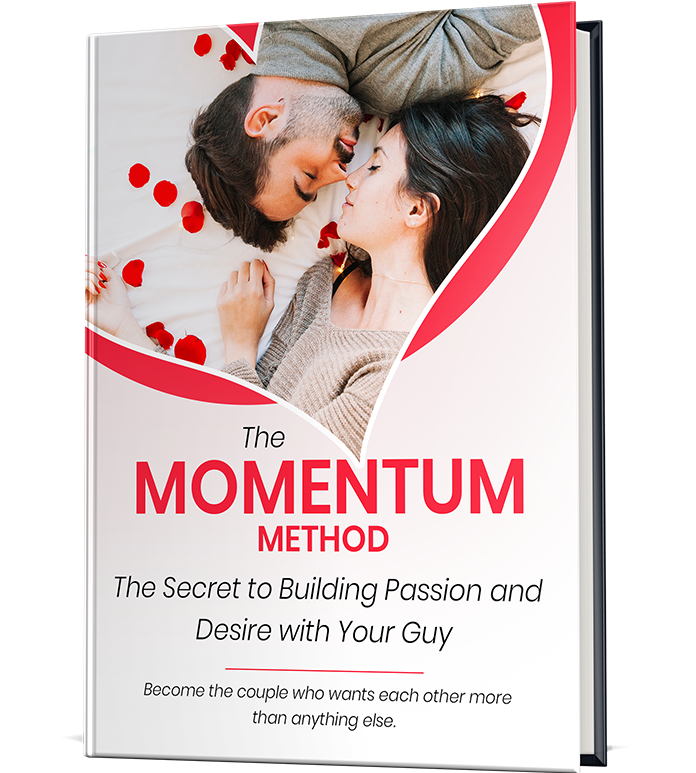 The
MOMENTUM
METHOD
The Secret to Building Passion and
Desire with Your Guy
Become the couple who wants each other more
than anything else.